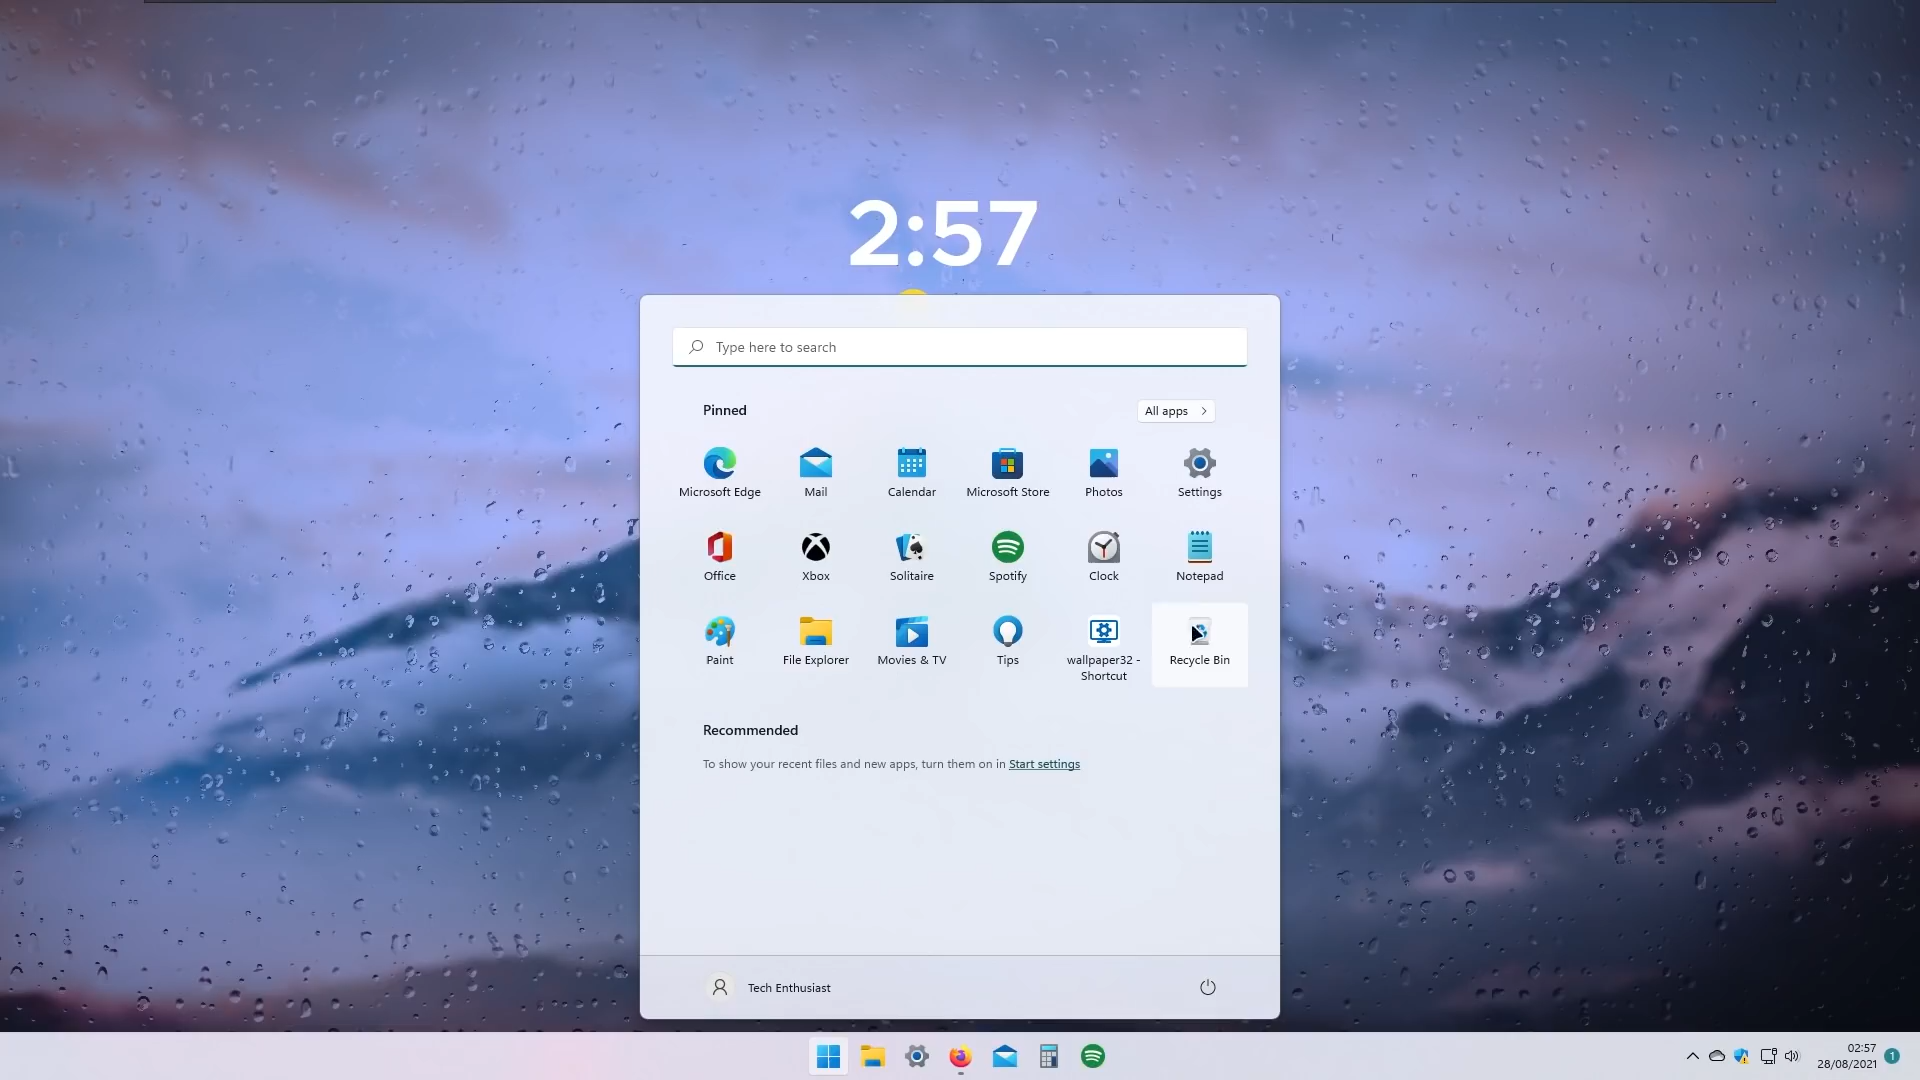 2:57
Type here to search
Pinned
All apps
Microsoft Edge
Mail
Calendar
Microsoft Store
Photos
Settings
Office
Xbox
Solitaire
Spotify
Clock
Notepad
Paint
File Explorer
Movies & TV
Tips
wallpaper32 -
Shortcut
Recycle Bin
Recommended
To show your recent files and new apps, turn them on in Start settings
Tech Enthusiast
02:57
28/08/2021
1